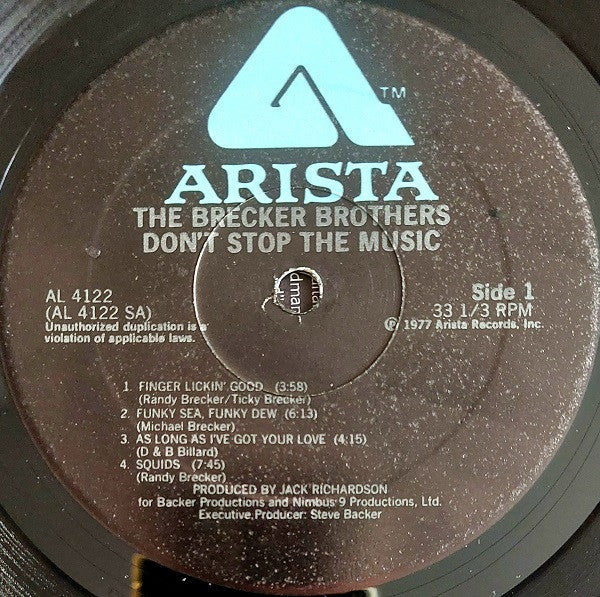 TM
ARISTA
THE BRECKER BROTHERS
DON'T STOP THE MUSIC
AL 4122
(AL 4122 SA)
Unauthorized duplication is a
violation of applicable laws.
Side 1
33 1/3 RPM
℗ 1977 Arista Records, Inc.
1. FINGER LICKIN' GOOD (3:58)
(Randy Brecker/Ticky Brecker)
2. FUNKY SEA, FUNKY DEW (6:13)
(Michael Brecker)
3. AS LONG AS I'VE GOT YOUR LOVE (4:15)
(D & B Billard)
4. SQUIDS (7:45)
(Randy Brecker)
PRODUCED BY JACK RICHARDSON
for Backer Productions and Nimbus 9 Productions, Ltd.
Executive Producer: Steve Backer